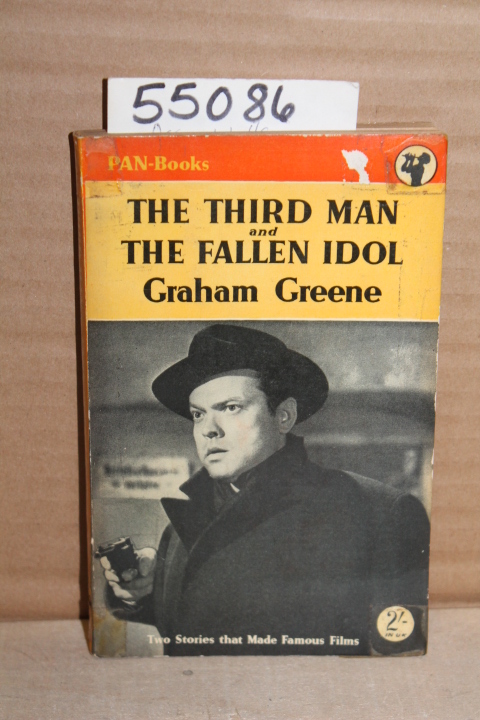 55086
PAN-Books
THE THIRD MAN
and
THE FALLEN IDOL
Graham Greene
Two Stories that Made Famous Films
2/-
IN U.K.